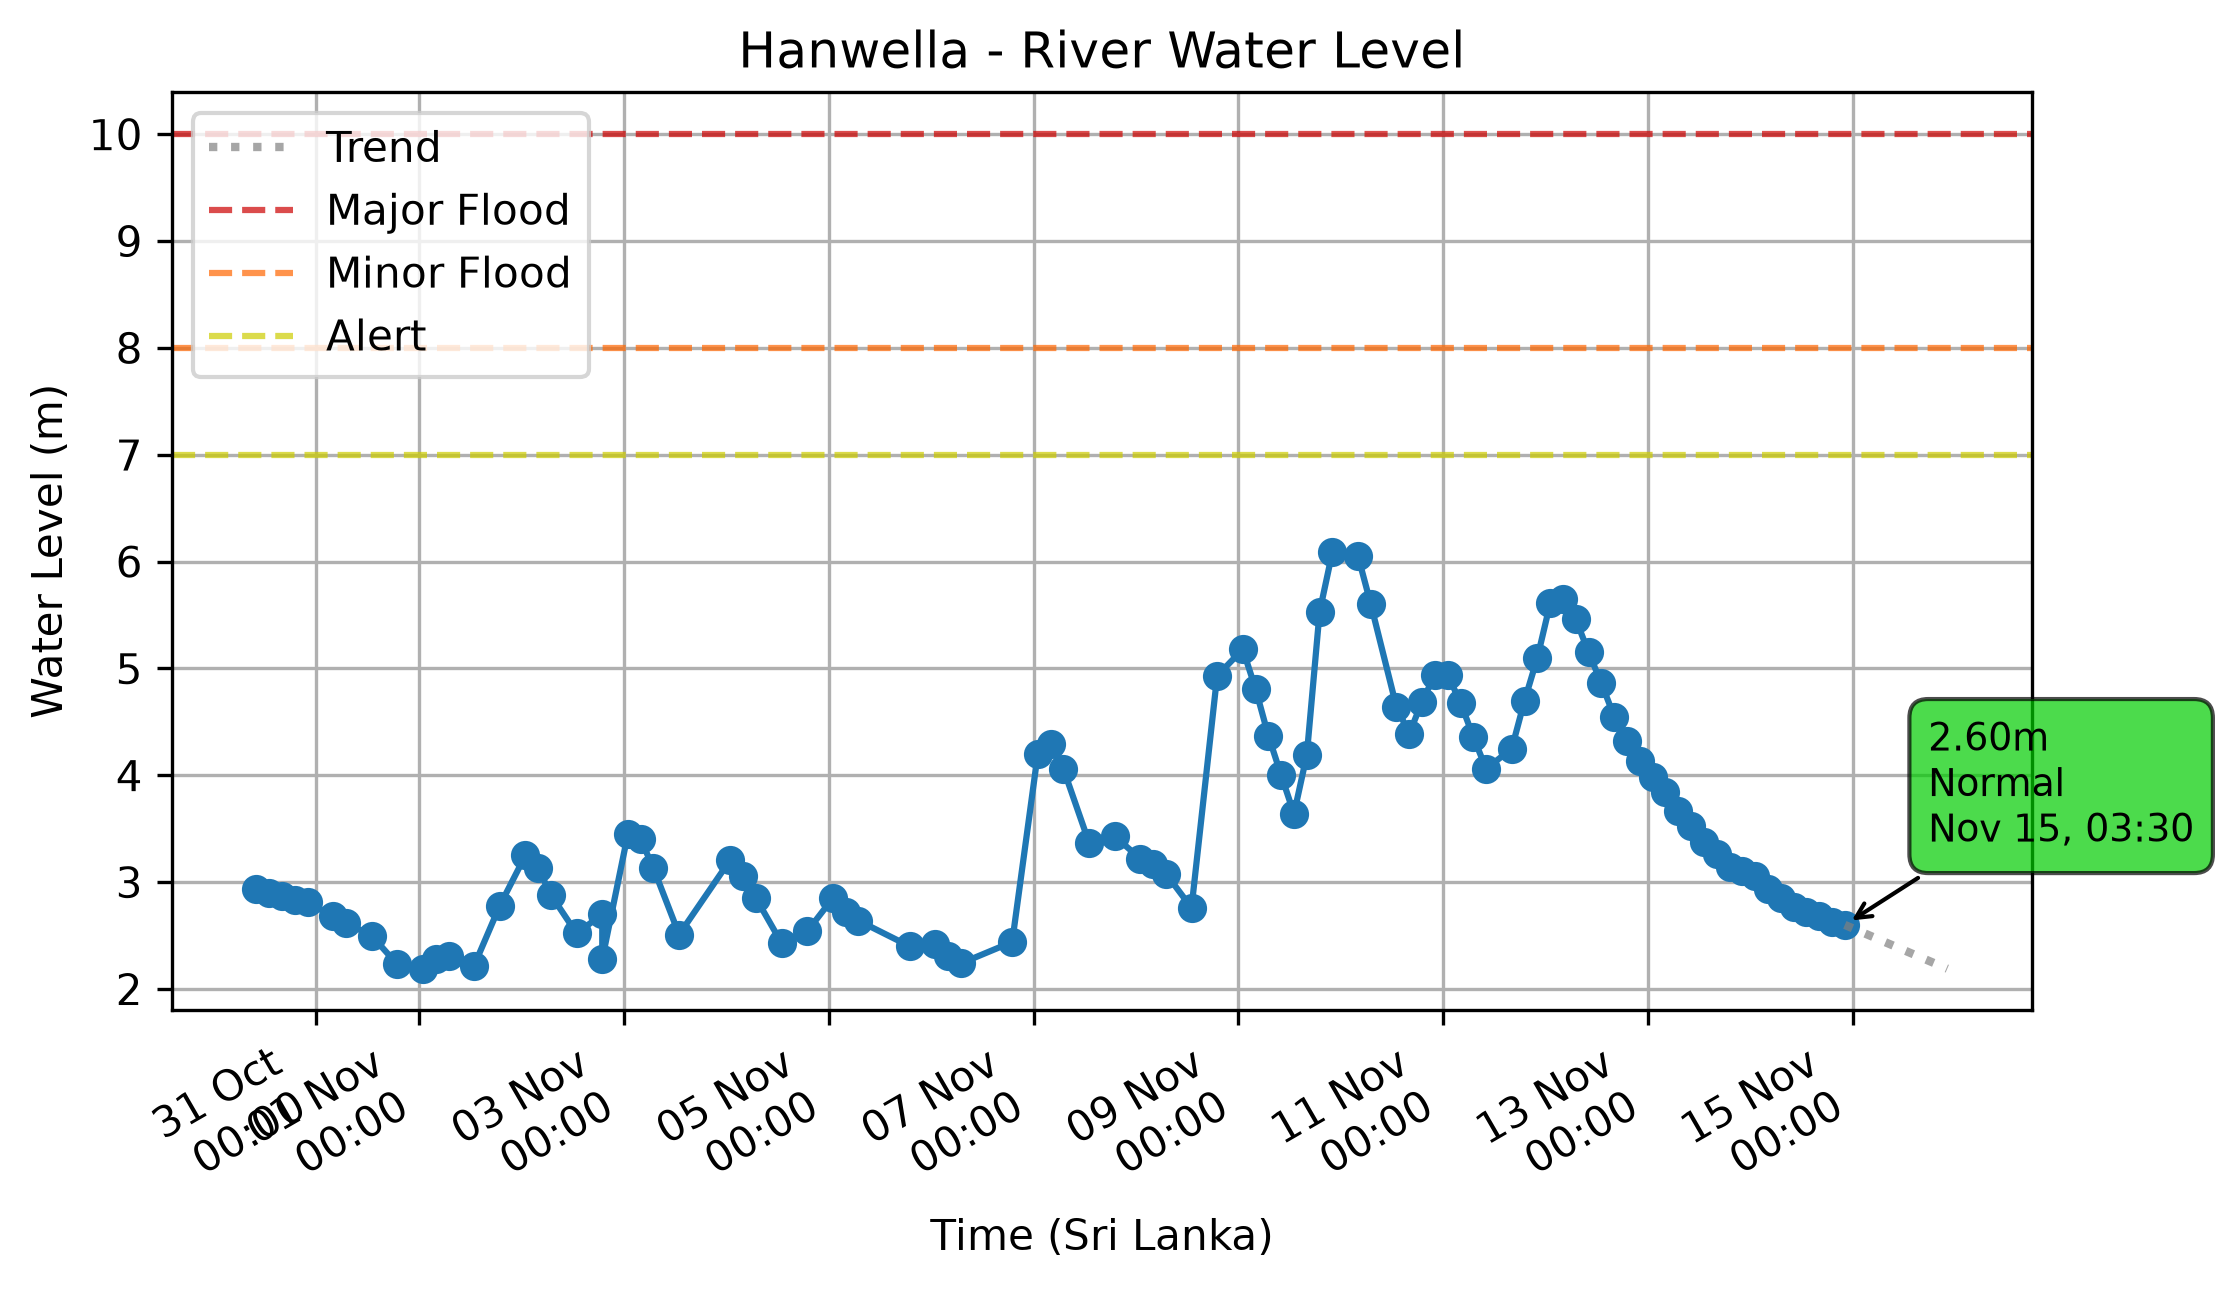 Hanwella - River Water Level
Trend
Major Flood
Minor Flood
Alert
Water Level (m)
10
9
8
7
6
5
4
3
2
2.60m
Normal
Nov 15, 03:30
31 Oct
00:00
01 Nov
00:00
03 Nov
00:00
05 Nov
00:00
07 Nov
00:00
09 Nov
00:00
11 Nov
00:00
13 Nov
00:00
15 Nov
00:00
Time (Sri Lanka)